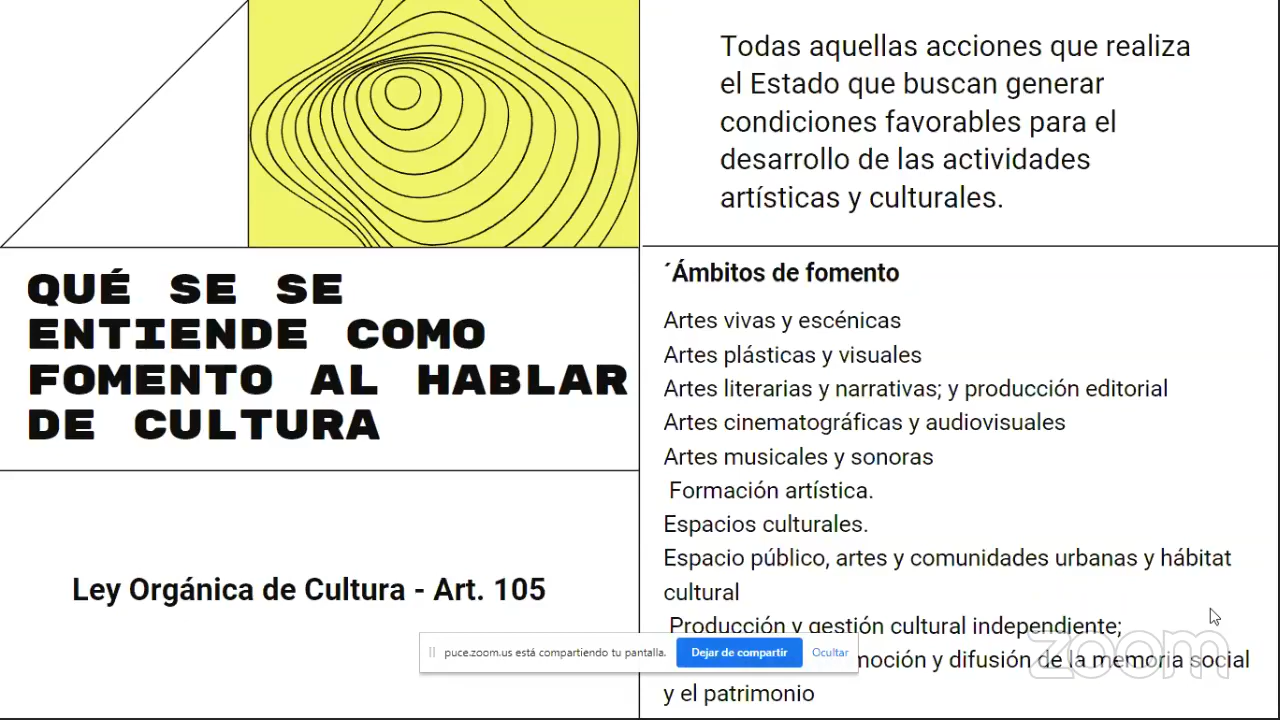 Todas aquellas acciones que realiza
el Estado que buscan generar
condiciones favorables para el
desarrollo de las actividades
artísticas y culturales.
QUÉ SE SE
ENTIENDE COMO
FOMENTO AL HABLAR
DE CULTURA
Ley Orgánica de Cultura - Art. 105
´Ámbitos de fomento
Artes vivas y escénicas
Artes plásticas y visuales
Artes literarias y narrativas; y producción editorial
Artes cinematográficas y audiovisuales
Artes musicales y sonoras
Formación artística.
Espacios culturales.
Espacio público, artes y comunidades urbanas y hábitat
cultural
Producción y gestión cultural independiente;
moción y difusión de la memoria social
y el patrimonio
puce.zoom.us está compartiendo tu pantalla.
Dejar de compartir
Ocultar
zoom